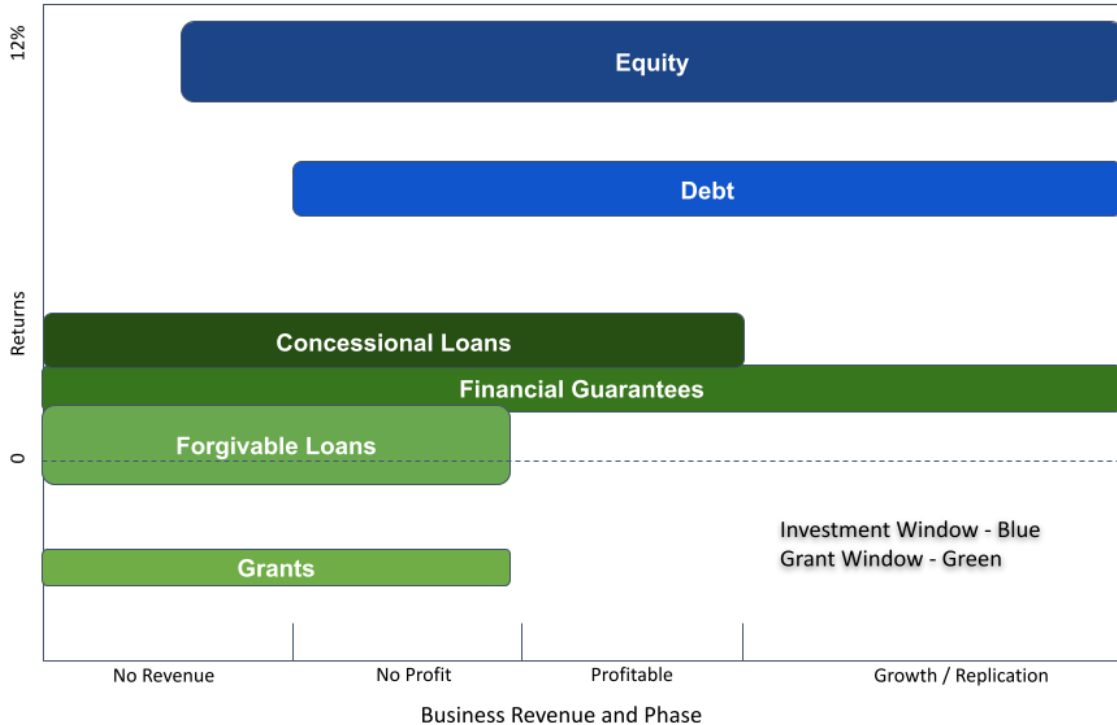 12%
Equity
Debt
Returns
Concessional Loans
Financial Guarantees
Forgivable Loans
0
Investment Window - Blue
Grant Window - Green
Grants
No Revenue
No Profit
Profitable
Growth / Replication
Business Revenue and Phase